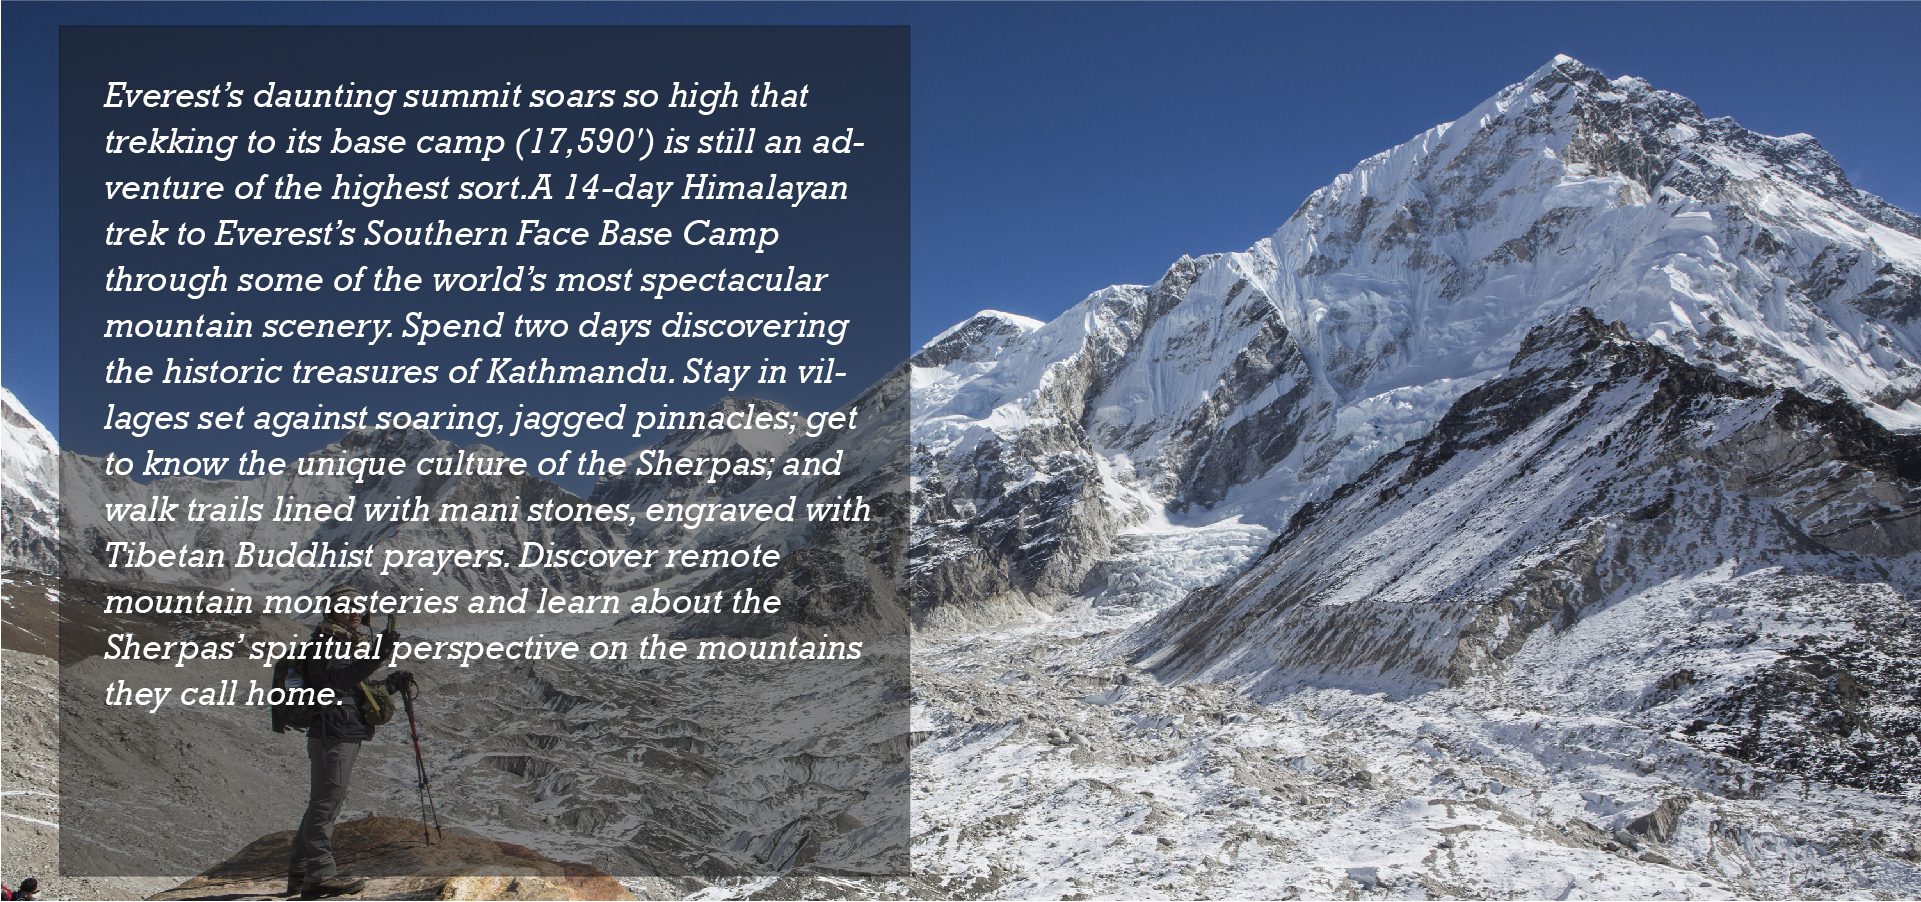 Everest’s daunting summit soars so high that
trekking to its base camp (17,590') is still an ad-
venture of the highest sort.A 14-day Himalayan
trek to Everest’s Southern Face Base Camp
through some of the world’s most spectacular
mountain scenery. Spend two days discovering
the historic treasures of Kathmandu. Stay in vil-
lages set against soaring, jagged pinnacles; get
to know the unique culture of the Sherpas; and
walk trails lined with mani stones, engraved with
Tibetan Buddhist prayers. Discover remote
mountain monasteries and learn about the
Sherpas’ spiritual perspective on the mountains
they call home.